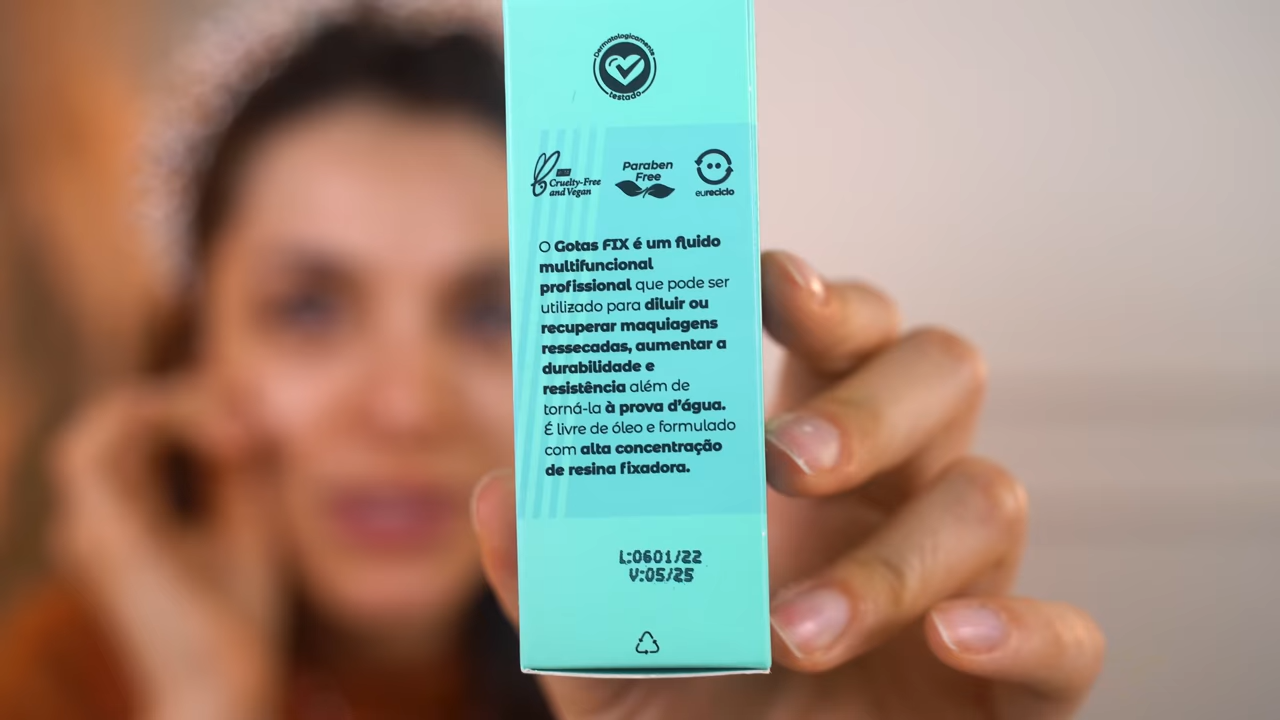 Dermatologicamente
testado
Cruelty-Free
and Vegan
Paraben
Free
eureciclo
O Gotas FIX é um fluido
multifuncional
profissional que pode ser
utilizado para diluir ou
recuperar maquiagens
ressecadas, aumentar a
durabilidade e
resistência além de
torná-la à prova d'água.
É livre de óleo e formulado
com alta concentração
de resina fixadora.
L:0601/22
V:05/25